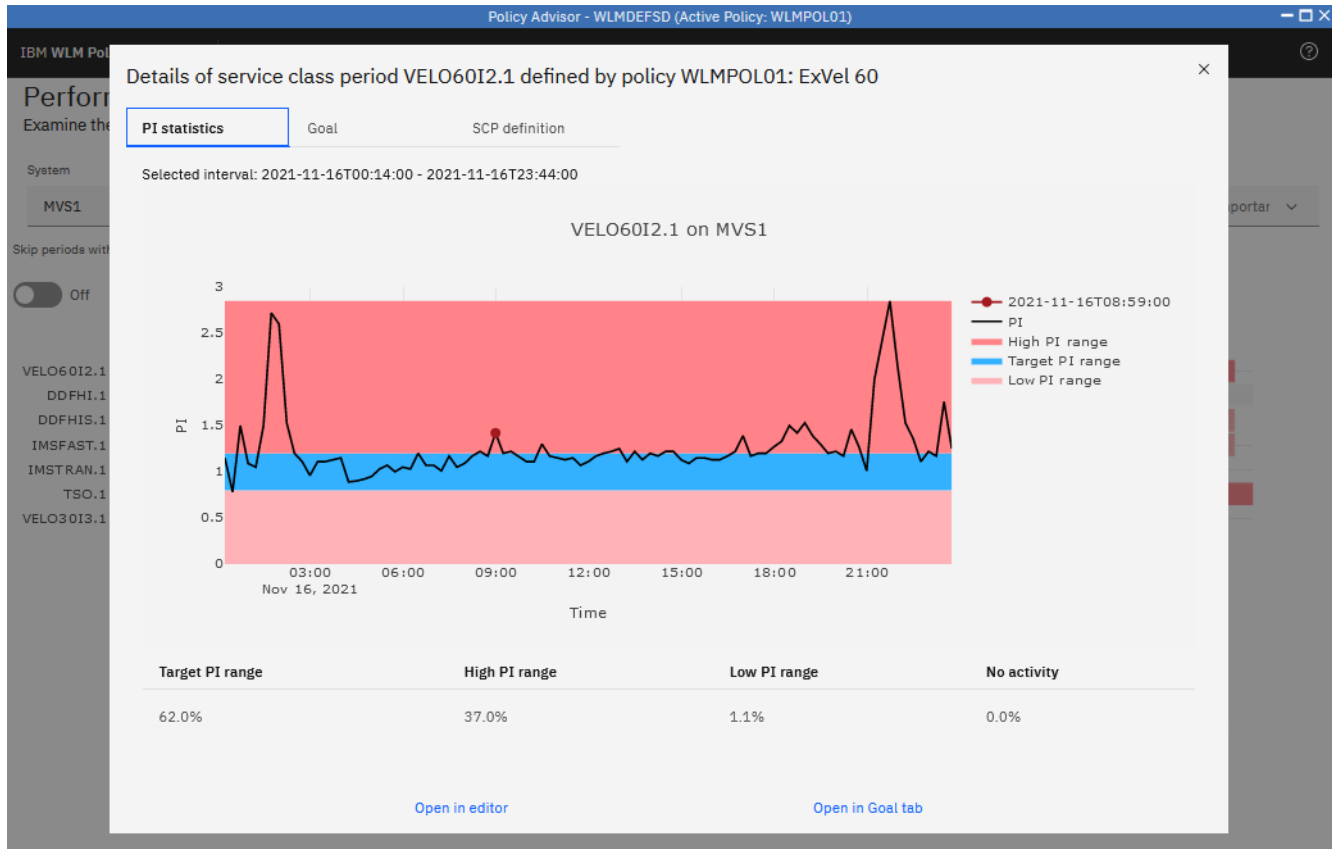 Policy Advisor - WLMDEFSD (Active Policy: WLMPOL01)
IBM WLM Pol
Details of service class period VELO60I2.1 defined by policy WLMPOL01: ExVel 60
Perforr
Examine the
PI statistics Goal SCP definition
System
Selected interval: 2021-11-16T00:14:00 - 2021-11-16T23:44:00
MVS1
portar
VELO60I2.1 on MVS1
Skip periods with
Off
3
2.5
2
1.5
1
0.5
0
PI
2021-11-16T08:59:00
PI
High PI range
Target PI range
Low PI range
VELO60I2.1
DDFHI.1
DDFHIS.1
IMSFAST.1
IMSTRAN.1
TSO.1
VELO30I3.1
03:00 06:00 09:00 12:00 15:00 18:00 21:00
Nov 16, 2021
Time
Target PI range High PI range Low PI range No activity
62.0% 37.0% 1.1% 0.0%
Open in editor Open in Goal tab